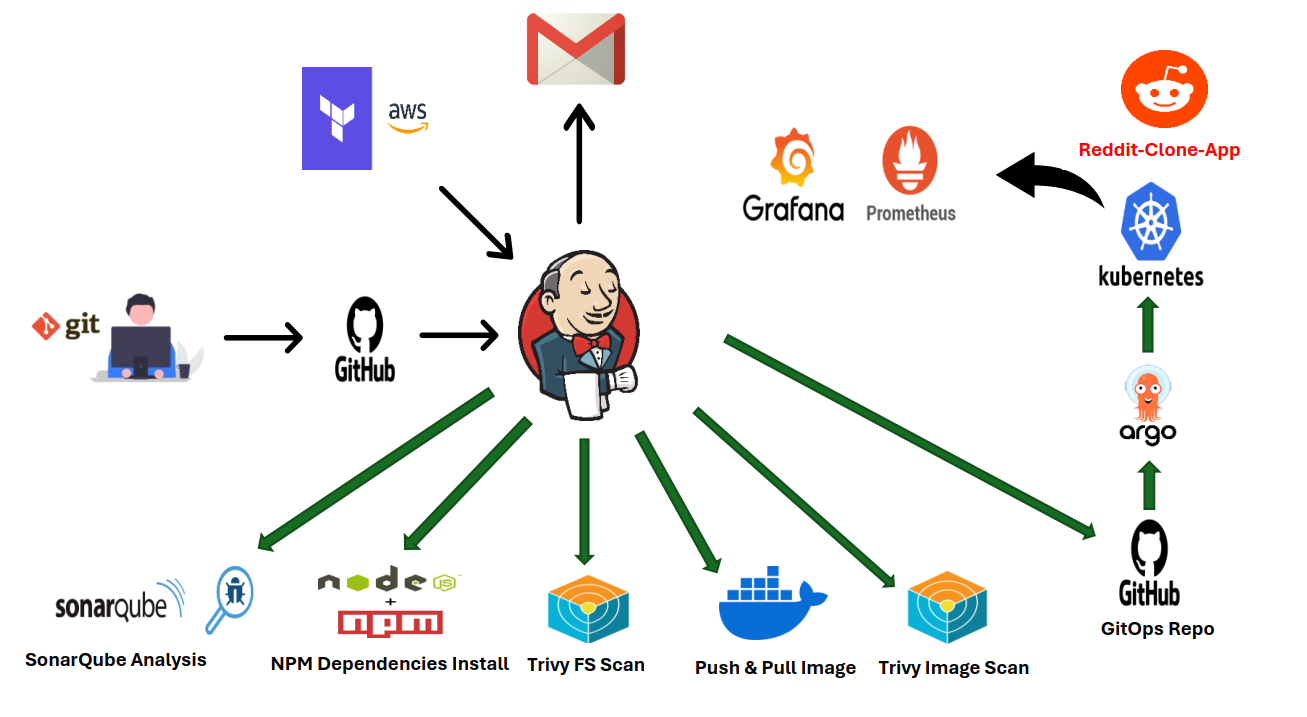 aws
Reddit-Clone-App
Grafana
Prometheus
kubernetes
git
GitHub
argo
sonarqube
node
JS
+
npm
GitHub
GitOps Repo
SonarQube Analysis
NPM Dependencies Install
Trivy FS Scan
Push & Pull Image
Trivy Image Scan